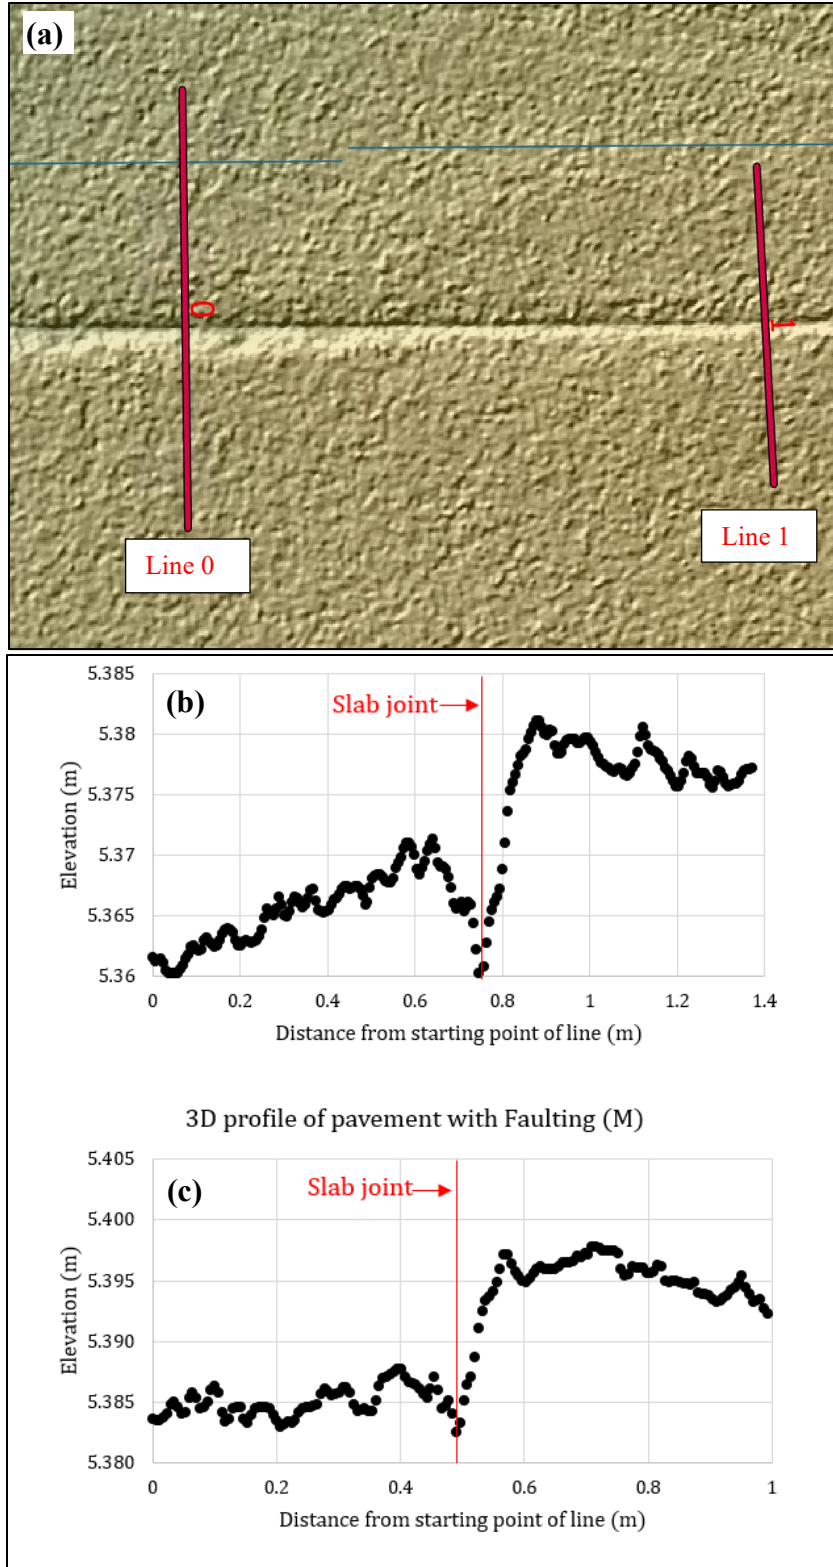 (a)
0
1
Line 0
Line 1
(b)
Slab joint
5.385
5.38
5.375
5.37
5.365
5.36
Elevation (m)
0 0.2 0.4 0.6 0.8 1 1.2 1.4
Distance from starting point of line (m)
3D profile of pavement with Faulting (M)
(c)
Slab joint
5.405
5.400
5.395
5.390
5.385
5.380
Elevation (m)
0 0.2 0.4 0.6 0.8 1
Distance from starting point of line (m)